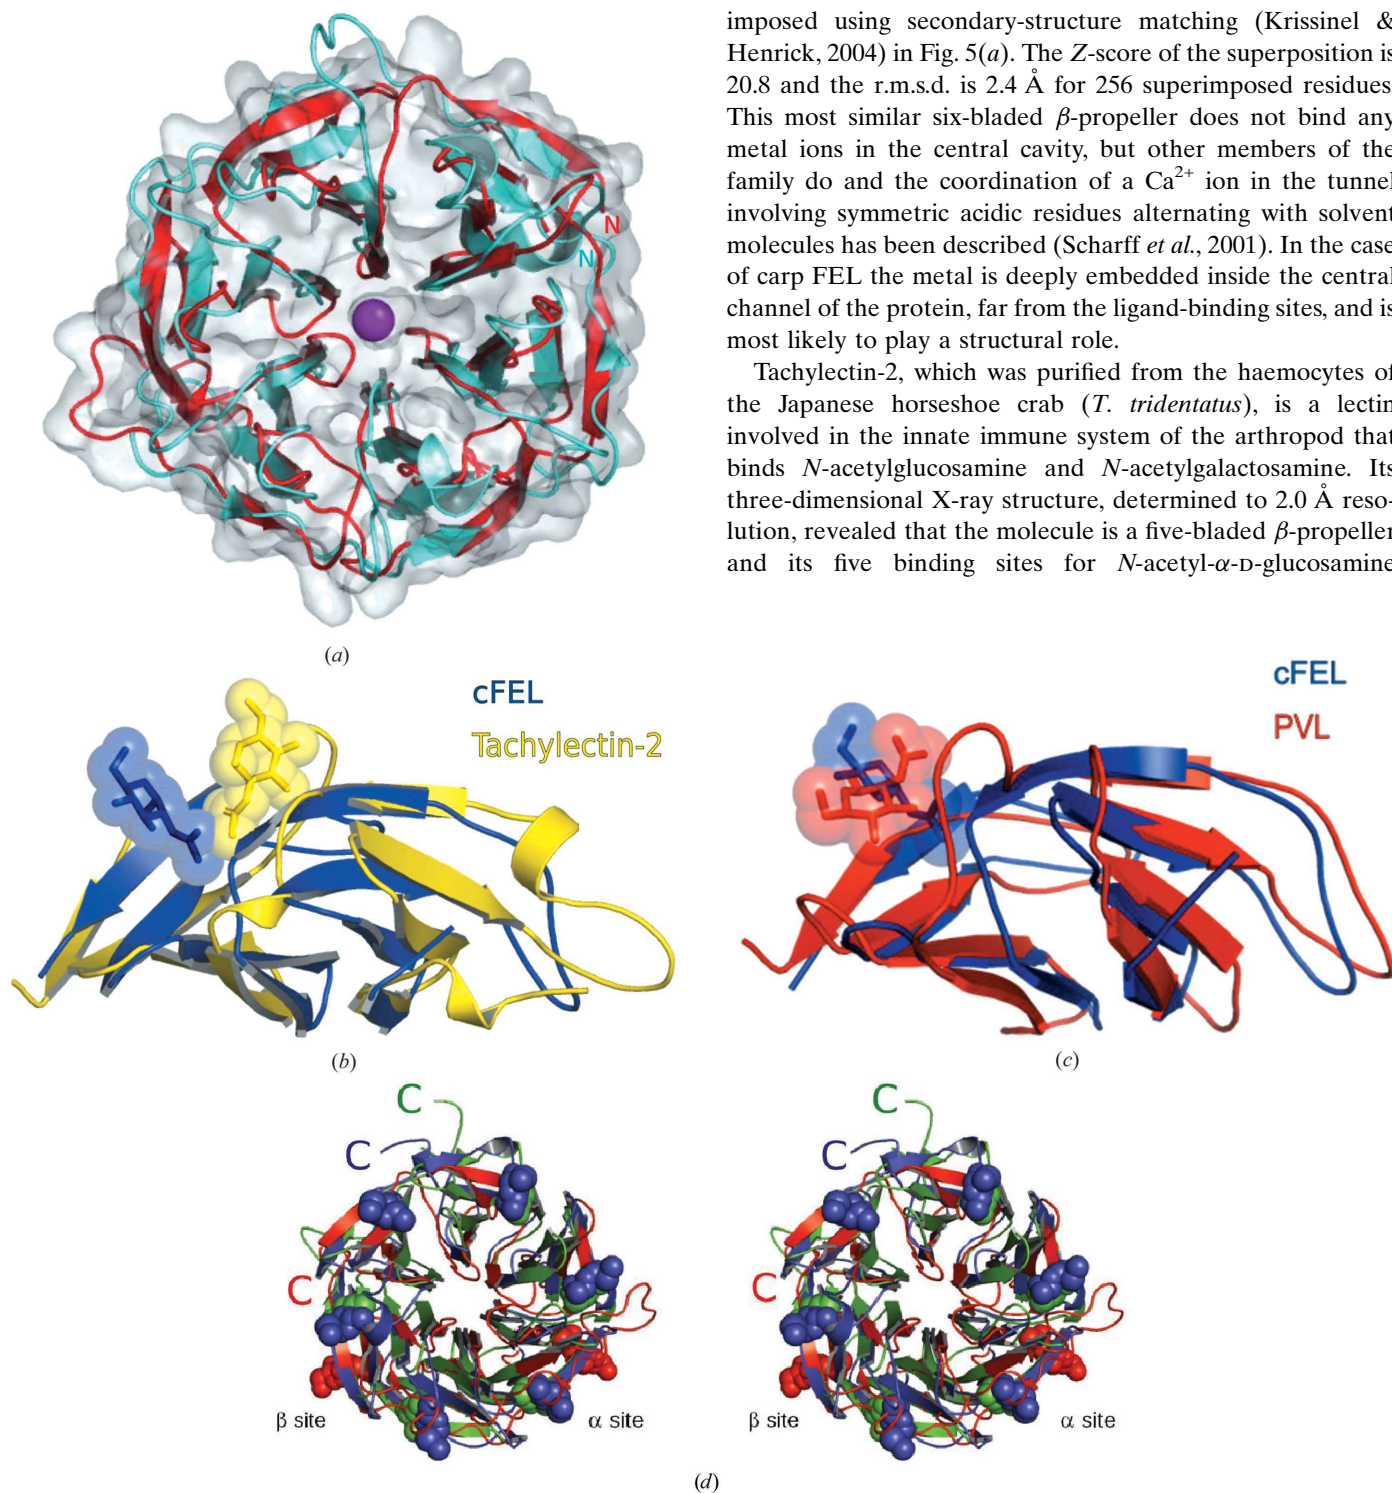 imposed using secondary-structure matching (Krissinel &
Henrick, 2004) in Fig. 5(a). The Z-score of the superposition is
20.8 and the r.m.s.d. is 2.4 Å for 256 superimposed residues
This most similar six-bladed β-propeller does not bind any
metal ions in the central cavity, but other members of the
family do and the coordination of a Ca²⁺ ion in the tunnel
involving symmetric acidic residues alternating with solvent
molecules has been described (Scharff et al., 2001). In the case
of carp FEL the metal is deeply embedded inside the central
channel of the protein, far from the ligand-binding sites, and is
most likely to play a structural role.
Tachylectin-2, which was purified from the haemocytes of
the Japanese horseshoe crab (T. tridentatus), is a lectin
involved in the innate immune system of the arthropod that
binds N-acetylglucosamine and N-acetylgalactosamine. Its
three-dimensional X-ray structure, determined to 2.0 Å reso-
lution, revealed that the molecule is a five-bladed β-propeller
and its five binding sites for N-acetyl-α-D-glucosamine
N
N
(a)
cFEL
Tachylectin-2
(b)
cFEL
PVL
(c)
C
C
C
β site
α site
C
C
C
β site
α site
(d)